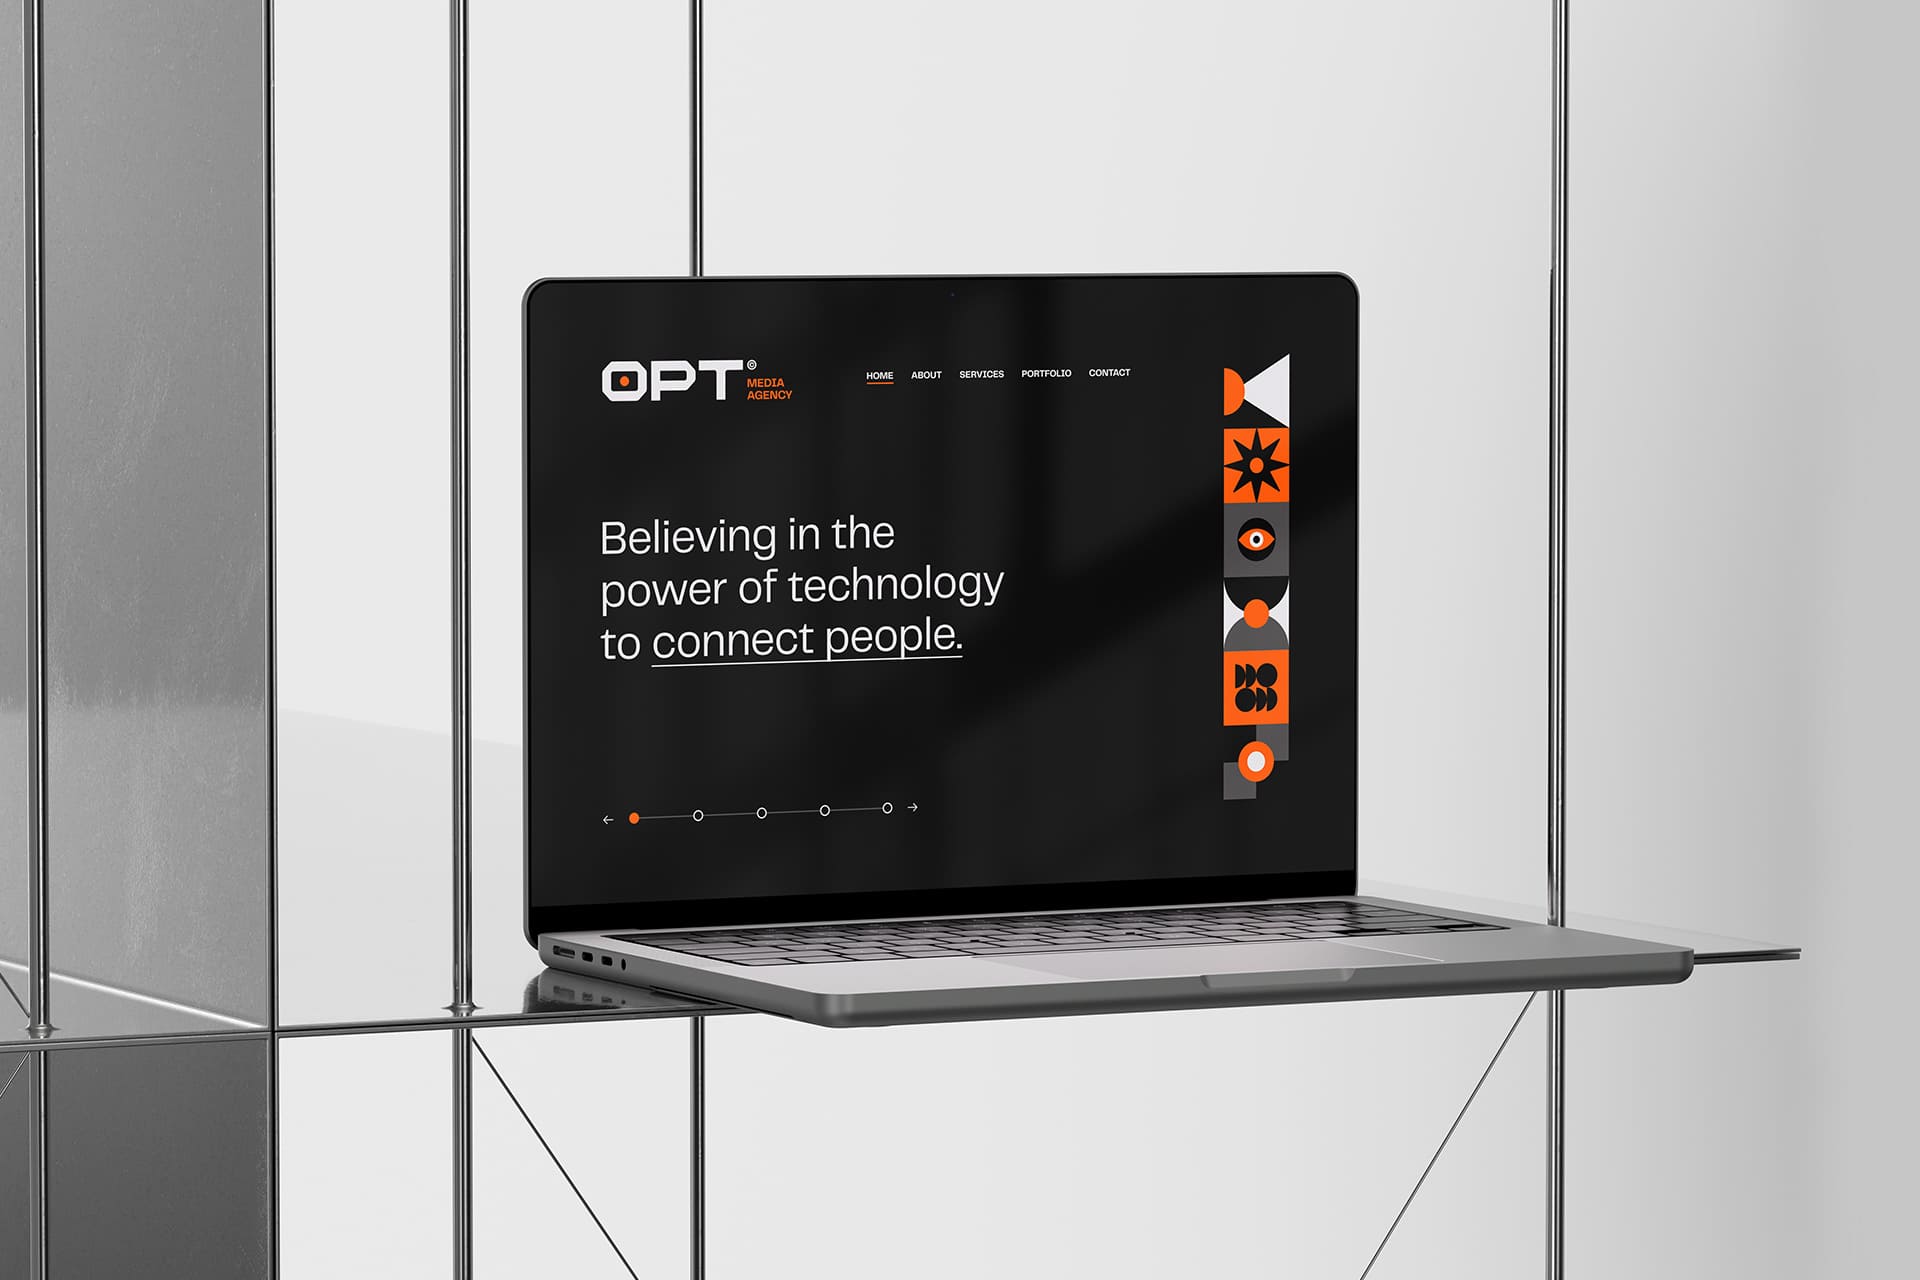 OPT©
MEDIA
AGENCY
HOME ABOUT SERVICES PORTFOLIO CONTACT
Believing in the
power of technology
to connect people.